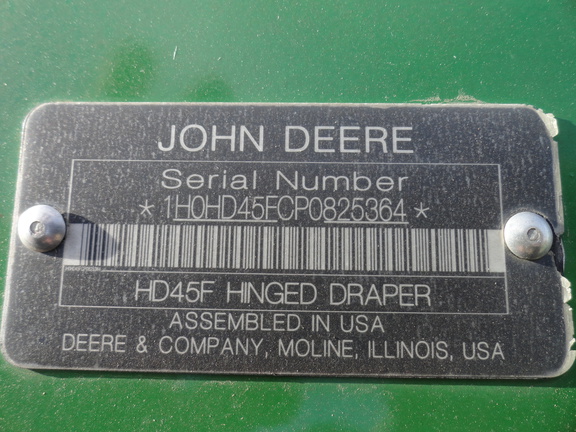 JOHN DEERE
Serial Number
*1H0HD45FCP0825364*
HD45F HINGED DRAPER
ASSEMBLED IN USA
DEERE & COMPANY, MOLINE, ILLINOIS, USA